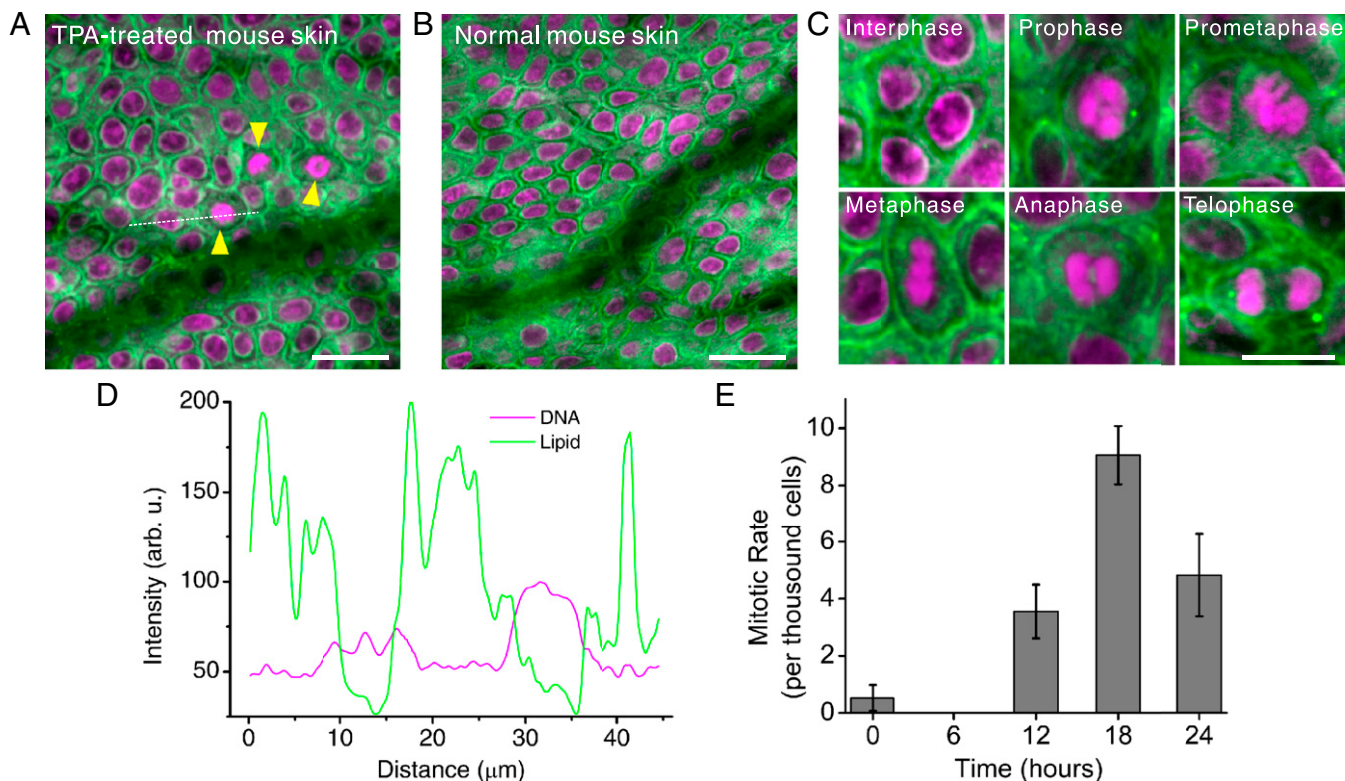 A
TPA-treated mouse skin
B
Normal mouse skin
C
Interphase
Prophase
Prometaphase
Metaphase
Anaphase
Telophase
D
200
150
100
50
Intensity (arb. u.)
DNA
Lipid
0
10
20
30
40
Distance (μm)
E
10
8
6
4
2
0
Mitotic Rate
(per thousound cells)
0
6
12
18
24
Time (hours)